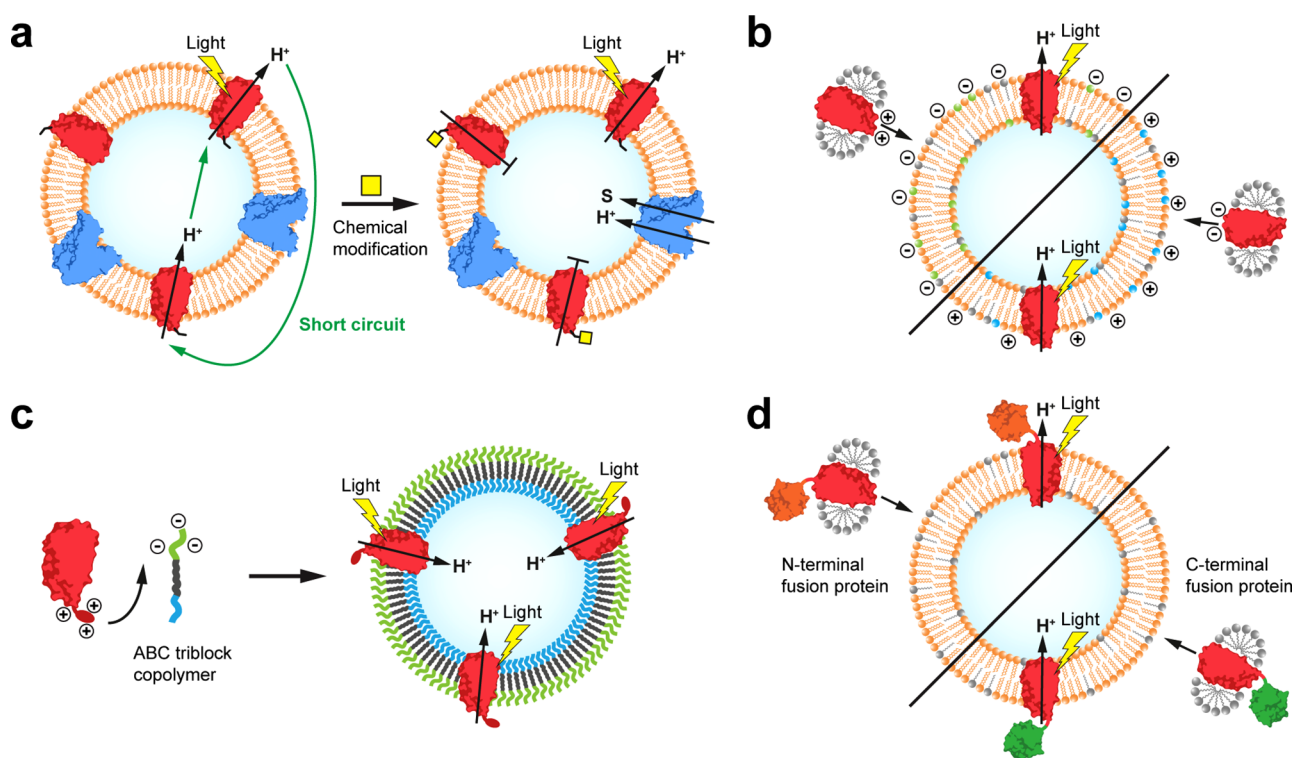 a
Light
H⁺
H⁺
Short circuit
Chemical
modification
H⁺
S
H⁺
b
H⁺
Light
−
−
−
−
−
−
−
−
−
+
+
H⁺
Light
+
+
+
+
+
+
+
+
+
+
−
−
c
+
+
−
−
−
ABC triblock
copolymer
Light
H⁺
Light
H⁺
H⁺
Light
d
H⁺
Light
N-terminal
fusion protein
H⁺
Light
C-terminal
fusion protein